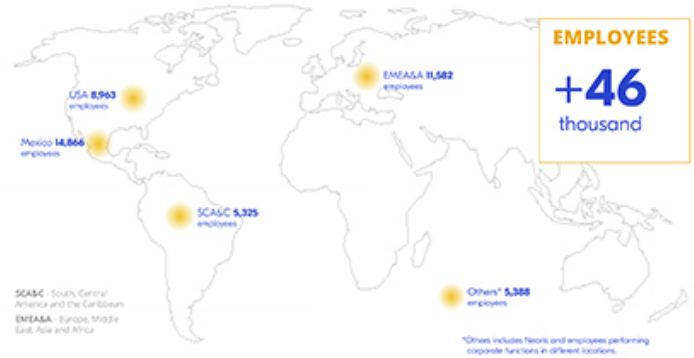 EMPLOYEES
+46
thousand
EMEA&A 11,582
employees
USA 8,963
employees
Mexico 14,866
employees
SCA&C 5,325
employees
Others* 5,388
employees
SCA&C - South, Central
America and the Caribbean
EMEA&A - Europe, Middle
East, Asia and Africa
*Others includes Neoris and employees performing
corporate functions in different locations.